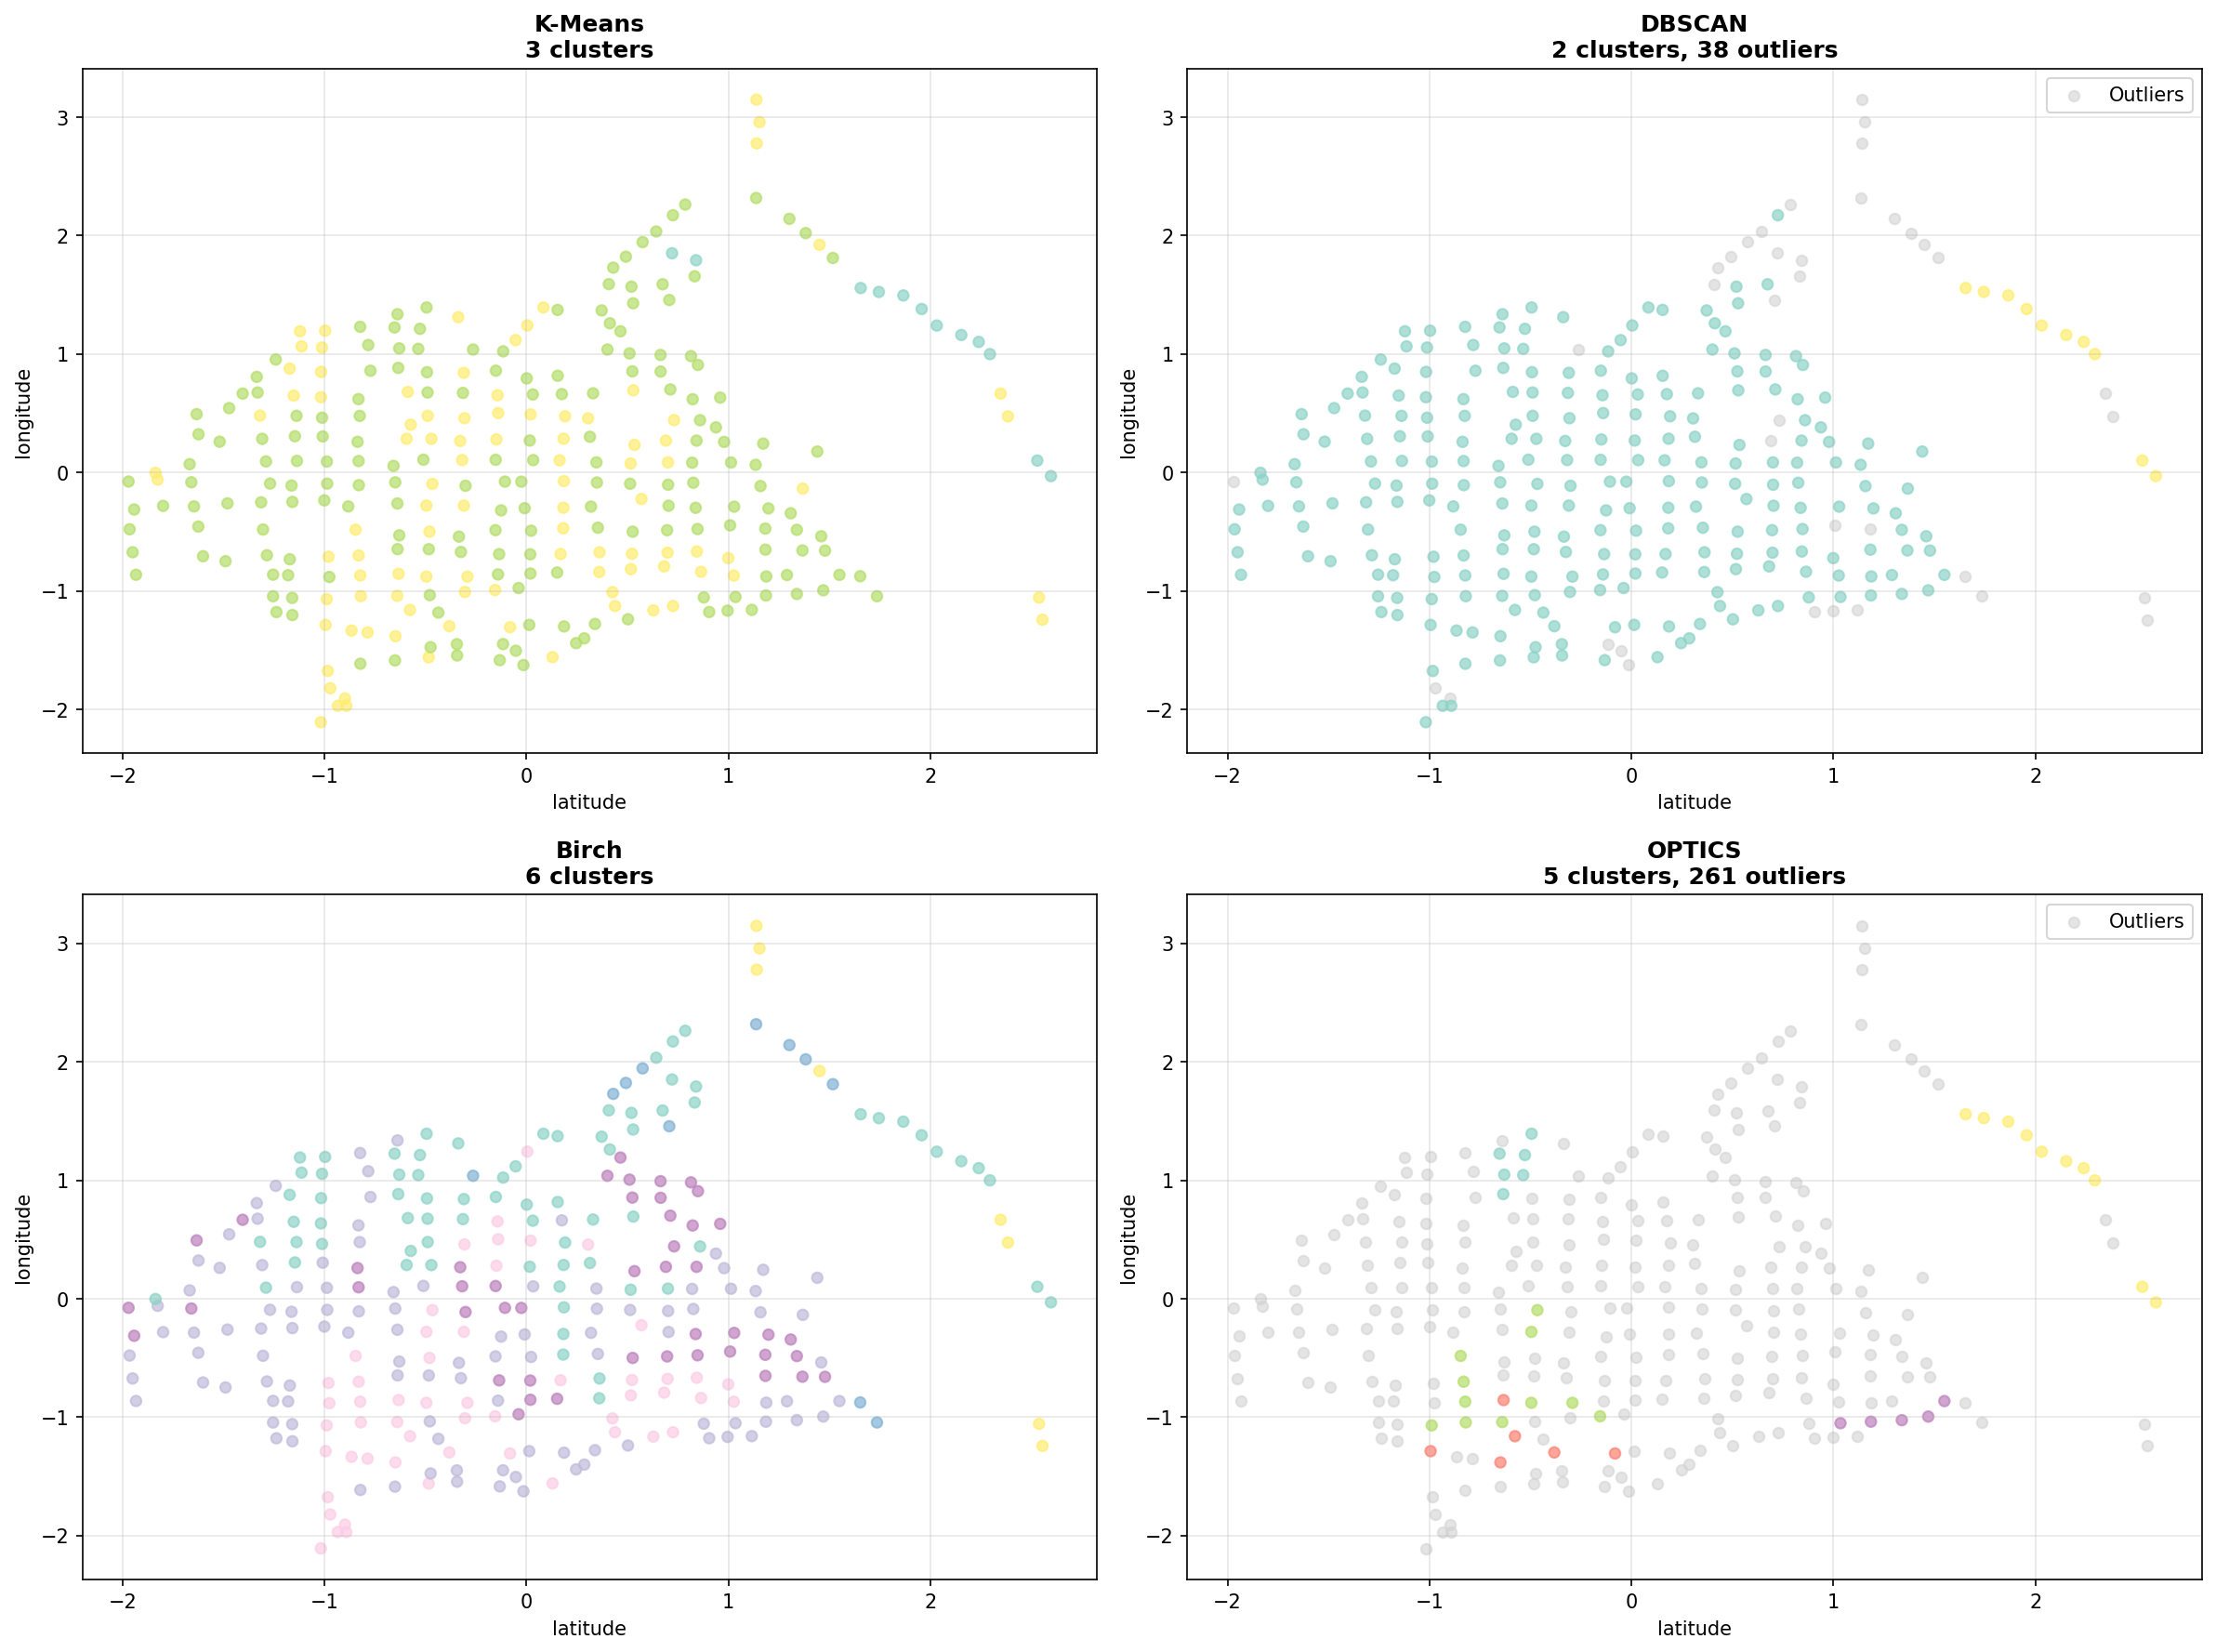 K-Means
3 clusters
3
2
1
0
−1
−2
longitude
−2
−1
0
1
2
latitude
DBSCAN
2 clusters, 38 outliers
Outliers
3
2
1
0
−1
−2
longitude
−2
−1
0
1
2
latitude
Birch
6 clusters
3
2
1
0
−1
−2
longitude
−2
−1
0
1
2
latitude
OPTICS
5 clusters, 261 outliers
Outliers
3
2
1
0
−1
−2
longitude
−2
−1
0
1
2
latitude